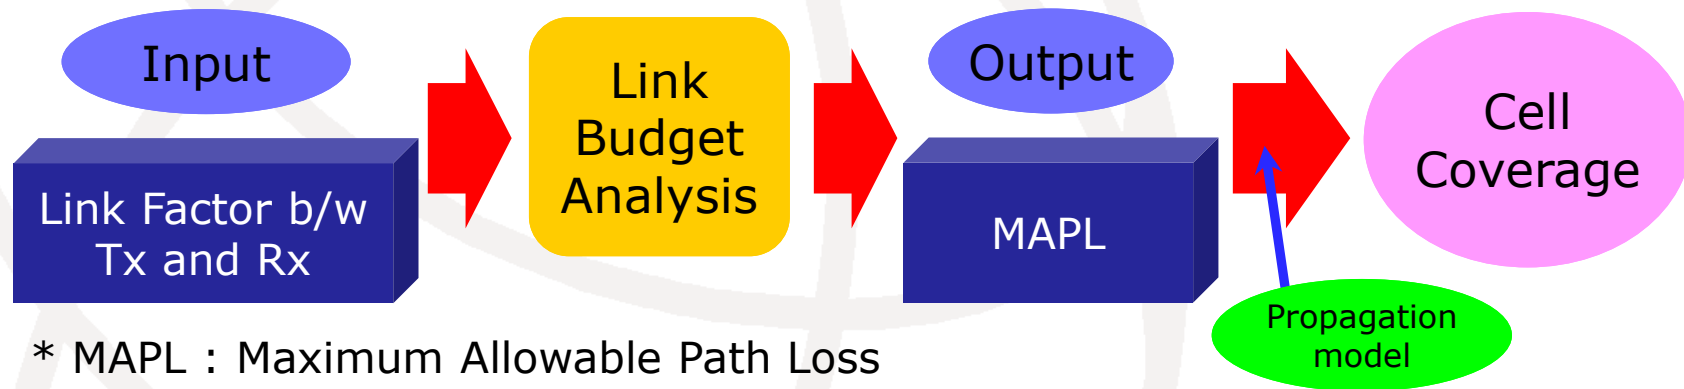 Input
Link Factor b/w
Tx and Rx
Link
Budget
Analysis
Output
MAPL
Cell
Coverage
Propagation
model
* MAPL : Maximum Allowable Path Loss